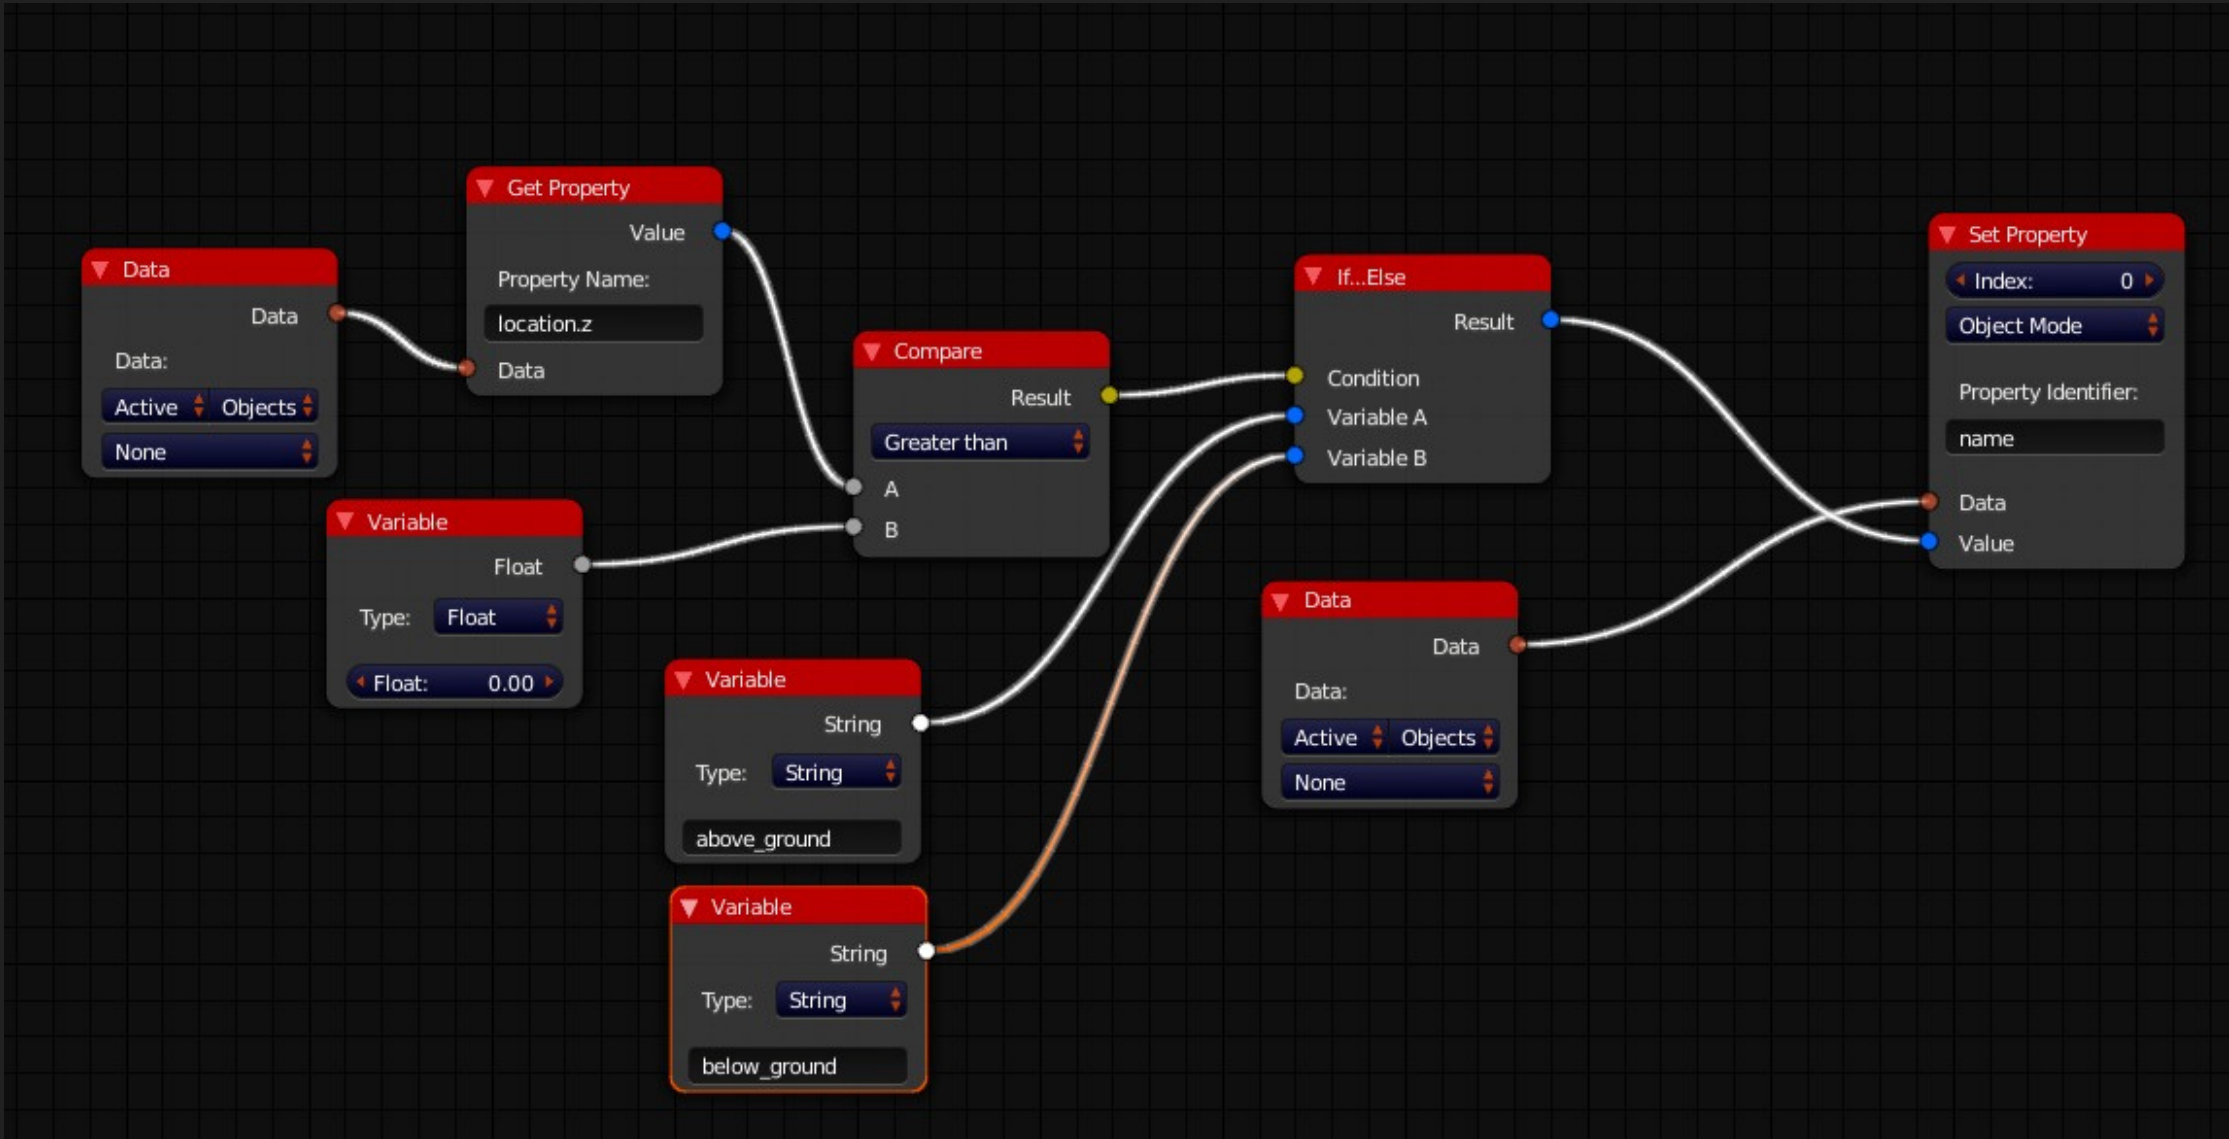 Data
Data
Data:
Active Objects
None
Get Property
Value
Property Name:
location.z
Data
Variable
Float
Type: Float
Float: 0.00
Compare
Result
Greater than
A
B
Variable
String
Type: String
above_ground
Variable
String
Type: String
below_ground
If...Else
Result
Condition
Variable A
Variable B
Data
Data
Data:
Active Objects
None
Set Property
Index: 0
Object Mode
Property Identifier:
name
Data
Value